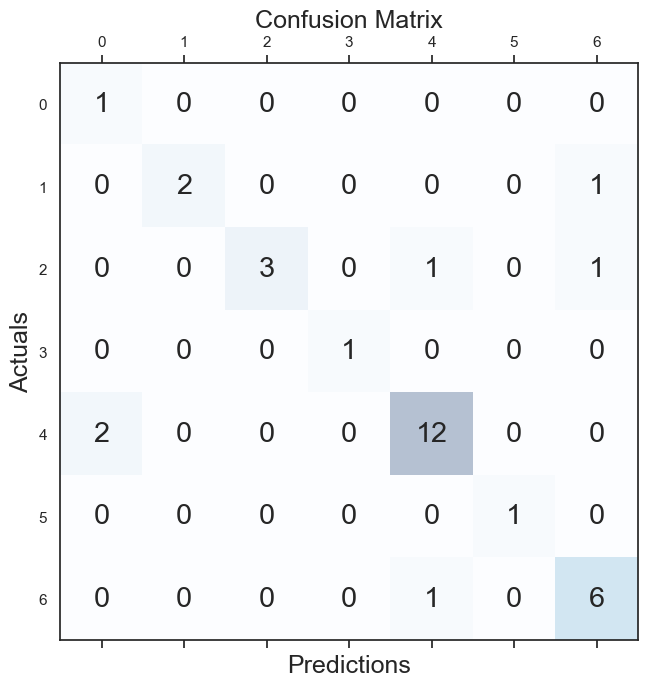 Confusion Matrix
0 1 2 3 4 5 6
0 1 0 0 0 0 0 0
1 0 2 0 0 0 0 1
2 0 0 3 0 1 0 1
3 0 0 0 1 0 0 0
4 2 0 0 0 12 0 0
5 0 0 0 0 0 1 0
6 0 0 0 0 1 0 6
Actuals
Predictions